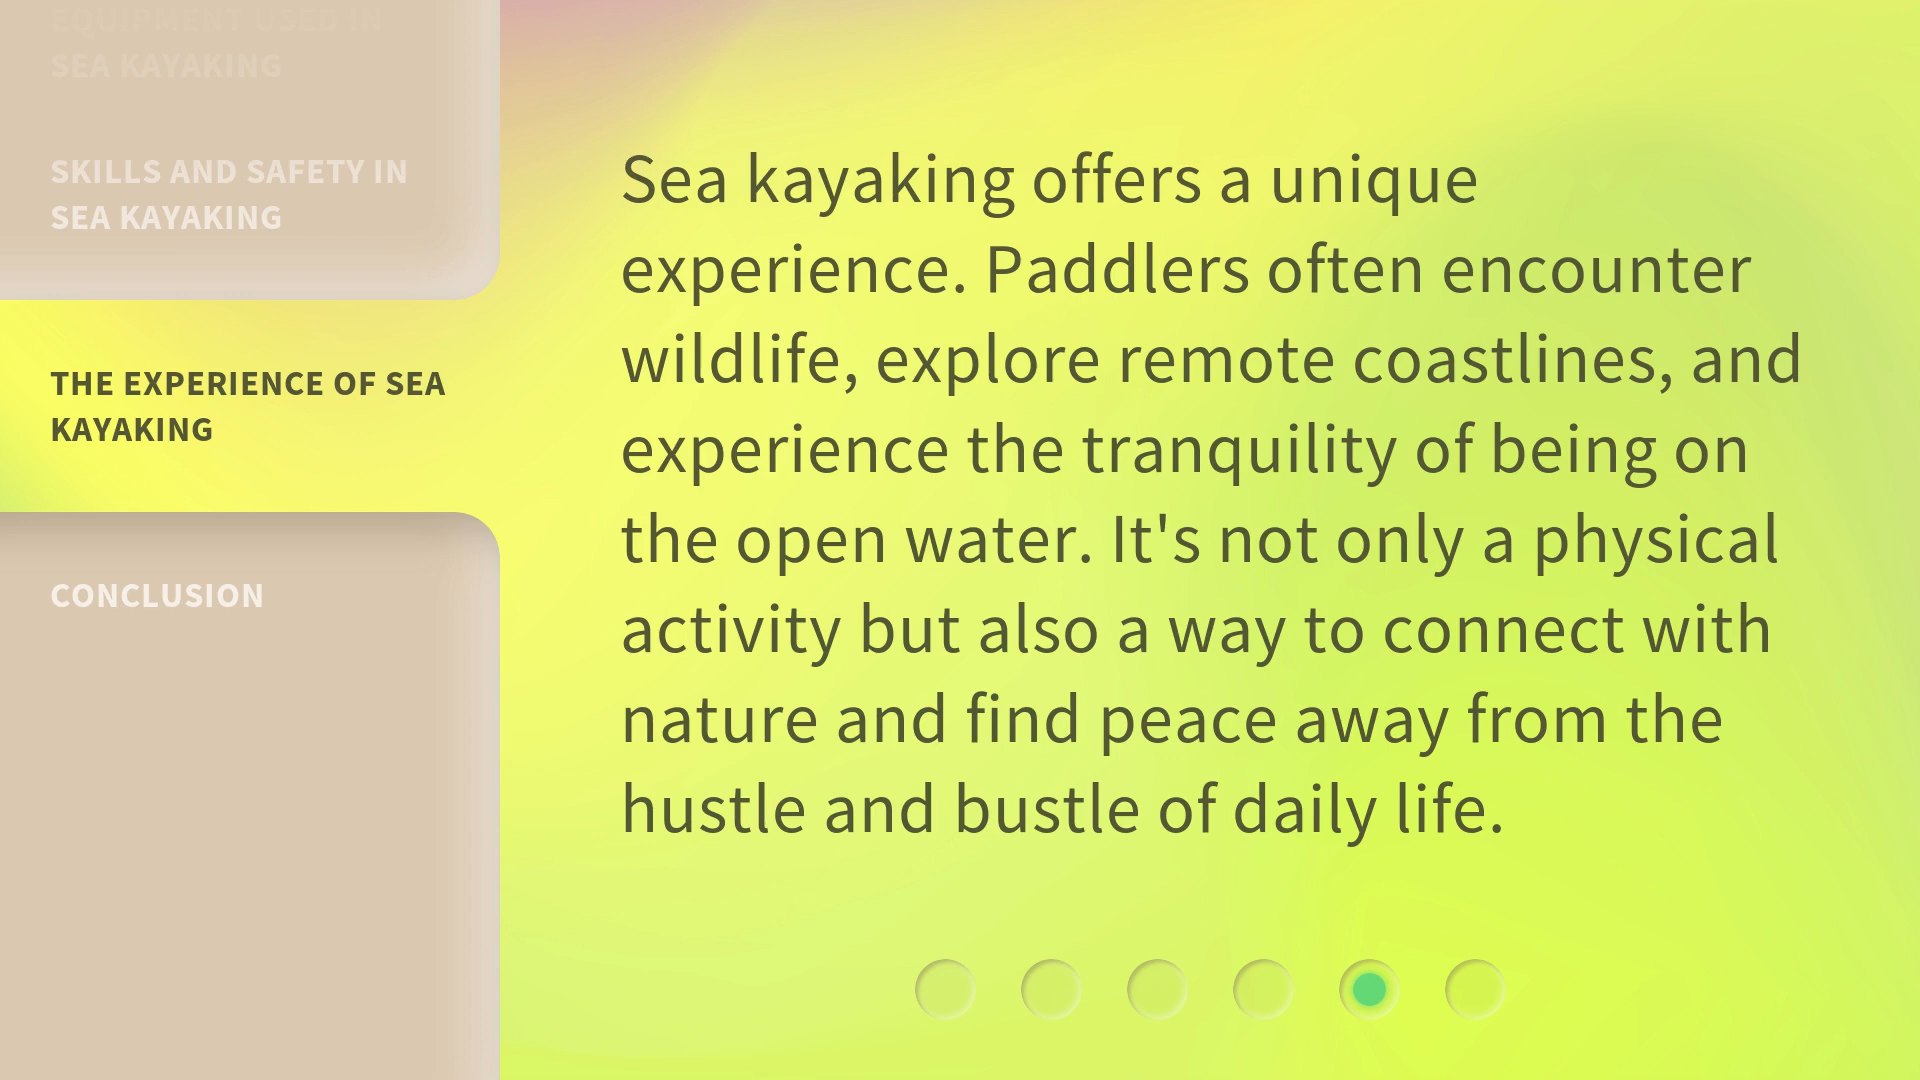 EQUIPMENT USED IN
SEA KAYAKING
SKILLS AND SAFETY IN
SEA KAYAKING
THE EXPERIENCE OF SEA
KAYAKING
CONCLUSION
Sea kayaking offers a unique
experience. Paddlers often encounter
wildlife, explore remote coastlines, and
experience the tranquility of being on
the open water. It's not only a physical
activity but also a way to connect with
nature and find peace away from the
hustle and bustle of daily life.